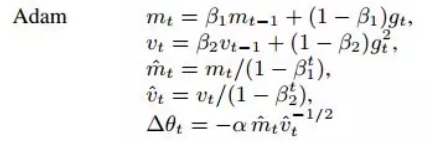 Adam m_t = β_1 m_{t−1} + (1 − β_1)g_t,
v_t = β_2 v_{t−1} + (1 − β_2)g_t^2,
m̂_t = m_t/(1 − β_1^t),
v̂_t = v_t/(1 − β_2^t),
Δθ_t = −α m̂_t v̂_t^{−1/2}